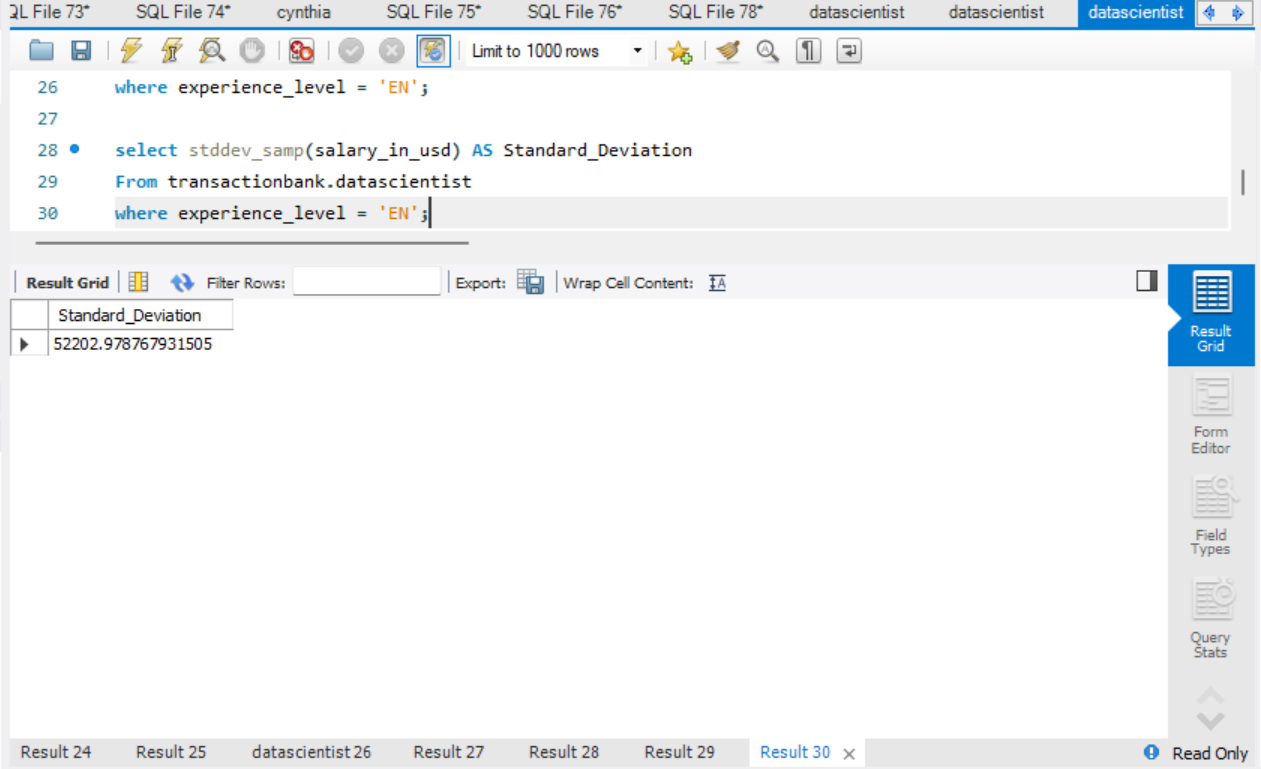 QL File 73* SQL File 74* cynthia SQL File 75* SQL File 76* SQL File 78* datascientist datascientist datascientist
Limit to 1000 rows
26 where experience_level = 'EN';
27
28 select stddev_samp(salary_in_usd) AS Standard_Deviation
29 From transactionbank.datascientist
30 where experience_level = 'EN';
Result Grid Filter Rows: Export: Wrap Cell Content: IA
Standard_Deviation
52202.978767931505
Result
Grid
Form
Editor
Field
Types
Query
Stats
Result 24 Result 25 datascientist 26 Result 27 Result 28 Result 29 Result 30 Read Only